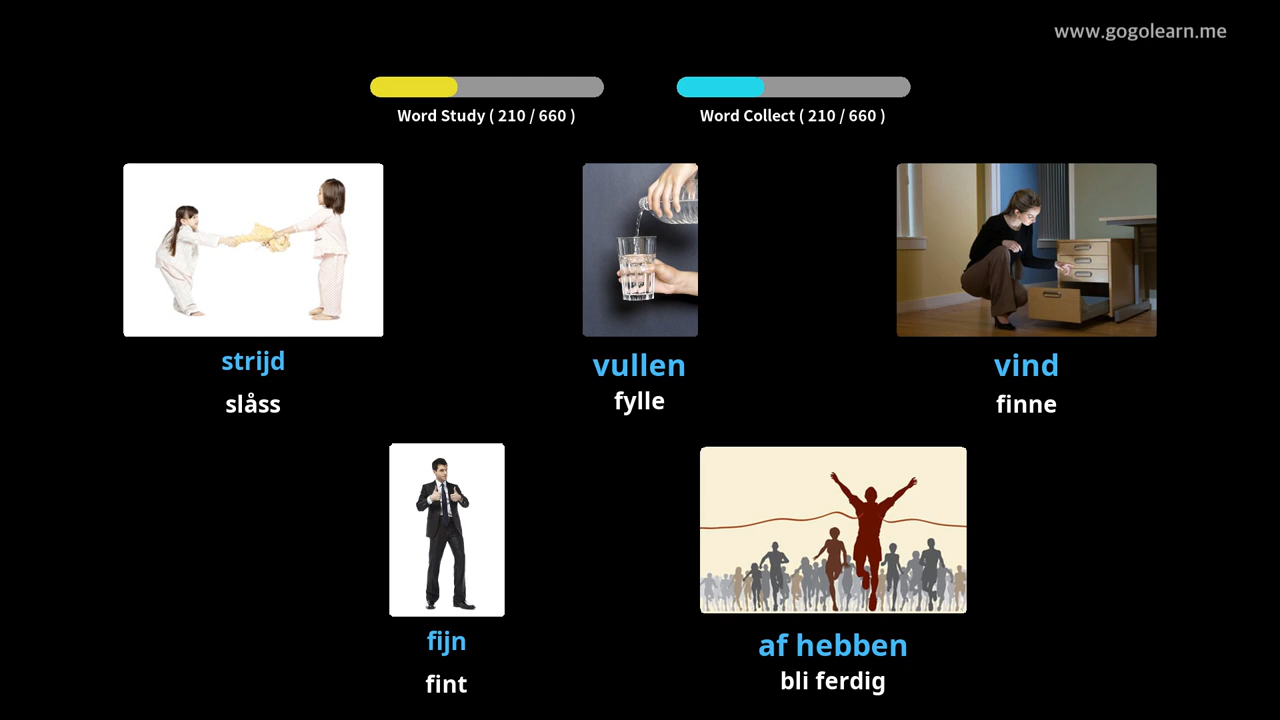 www.gogolearn.me
Word Study ( 210 / 660 )
Word Collect ( 210 / 660 )
strijd
slåss
vullen
fylle
vind
finne
fijn
fint
af hebben
bli ferdig